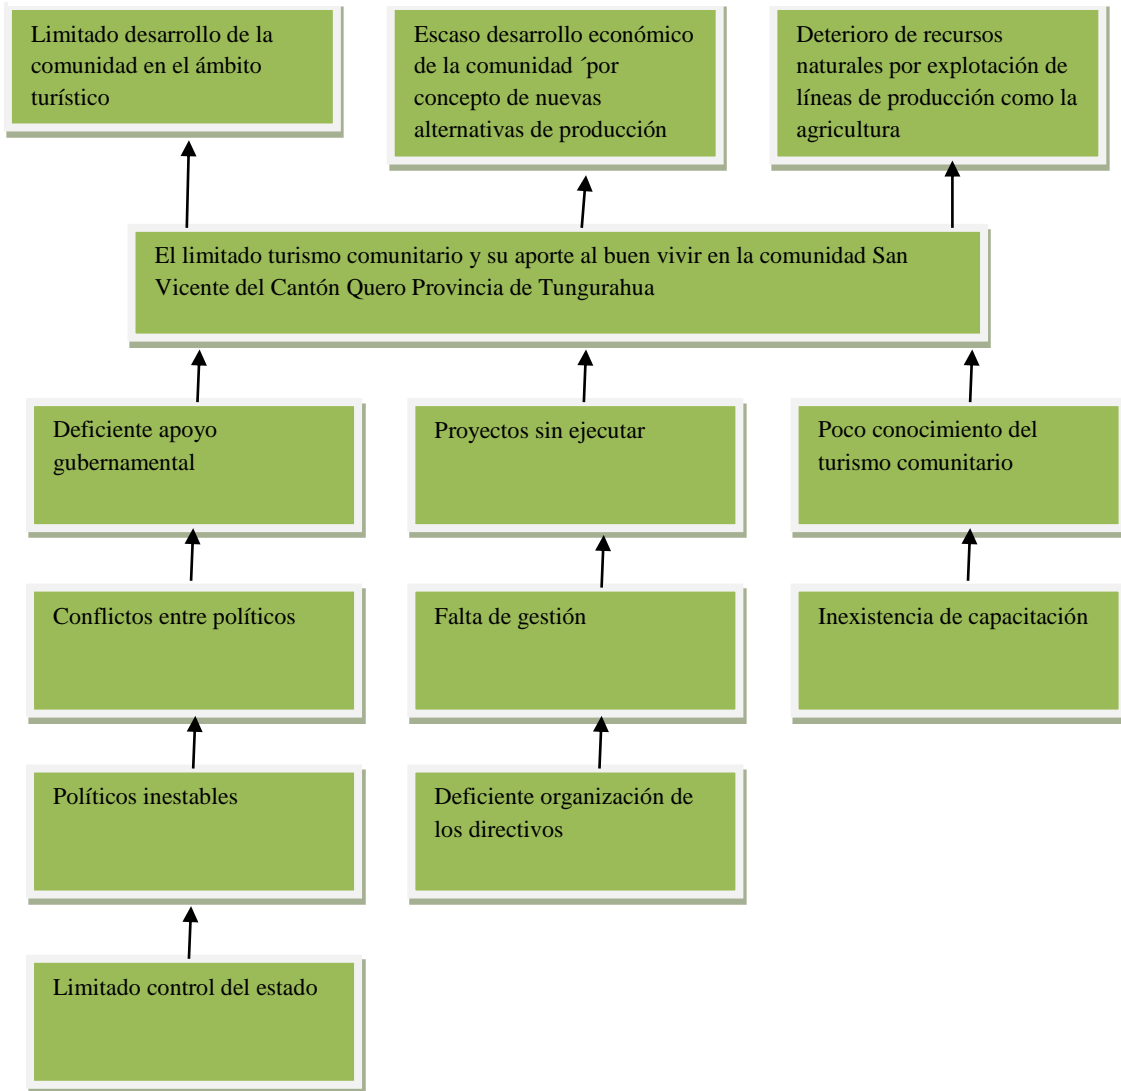 Limitado desarrollo de la
comunidad en el ámbito
turístico
Escaso desarrollo económico
de la comunidad ´por
concepto de nuevas
alternativas de producción
Deterioro de recursos
naturales por explotación de
líneas de producción como la
agricultura
El limitado turismo comunitario y su aporte al buen vivir en la comunidad San
Vicente del Cantón Quero Provincia de Tungurahua
Deficiente apoyo
gubernamental
Proyectos sin ejecutar
Poco conocimiento del
turismo comunitario
Conflictos entre políticos
Falta de gestión
Inexistencia de capacitación
Políticos inestables
Deficiente organización de
los directivos
Limitado control del estado